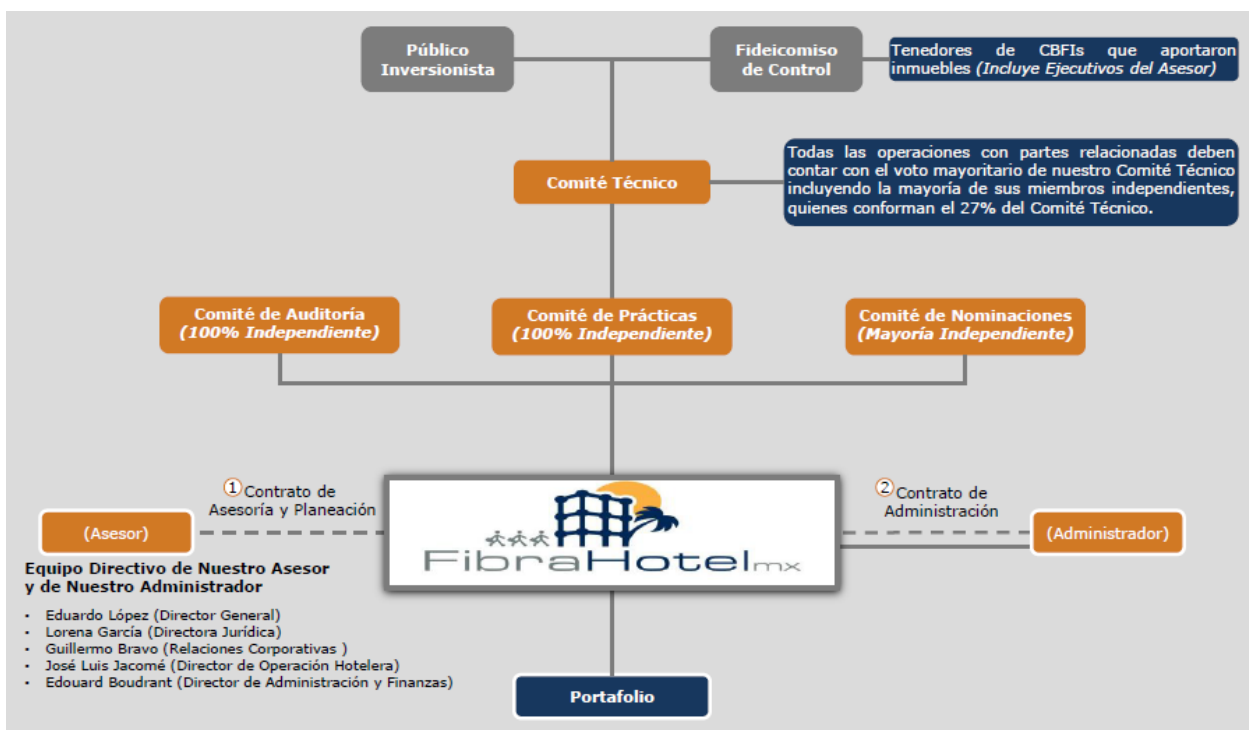 Público
Inversionista
Fideicomiso
de Control
Tenedores de CBFIs que aportaron
inmuebles (Incluye Ejecutivos del Asesor)
Comité Técnico
Todas las operaciones con partes relacionadas deben
contar con el voto mayoritario de nuestro Comité Técnico
incluyendo la mayoría de sus miembros independientes,
quienes conforman el 27% del Comité Técnico.
Comité de Auditoría
(100% Independiente)
Comité de Prácticas
(100% Independiente)
Comité de Nominaciones
(Mayoría Independiente)
1 Contrato de
Asesoría y Planeación
2 Contrato de
Administración
(Asesor)
FibraHotelmx
(Administrador)
Equipo Directivo de Nuestro Asesor
y de Nuestro Administrador
• Eduardo López (Director General)
• Lorena García (Directora Jurídica)
• Guillermo Bravo (Relaciones Corporativas )
• José Luis Jacomé (Director de Operación Hotelera)
• Edouard Boudrant (Director de Administración y Finanzas)
Portafolio